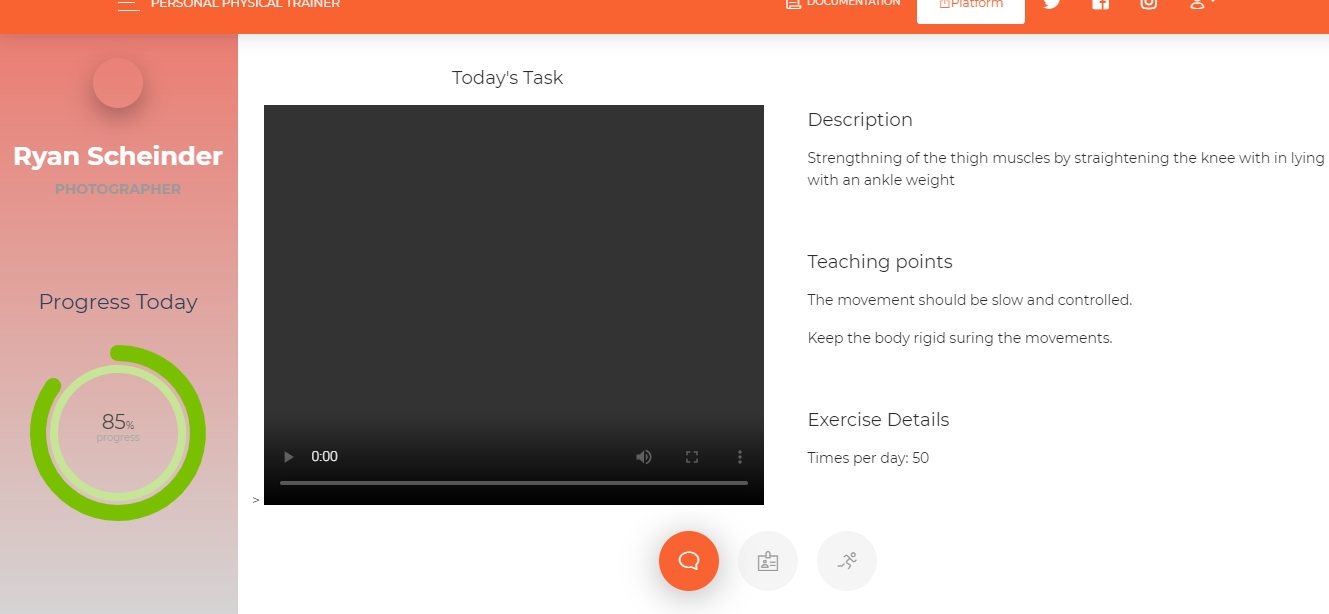 PERSONAL PHYSICAL TRAINER
DOCUMENTATION
Platform
Ryan Scheinder
PHOTOGRAPHER
Progress Today
85%
progress
Today's Task
0:00
>
Description
Strengthning of the thigh muscles by straightening the knee with in lying
with an ankle weight
Teaching points
The movement should be slow and controlled.
Keep the body rigid suring the movements.
Exercise Details
Times per day: 50